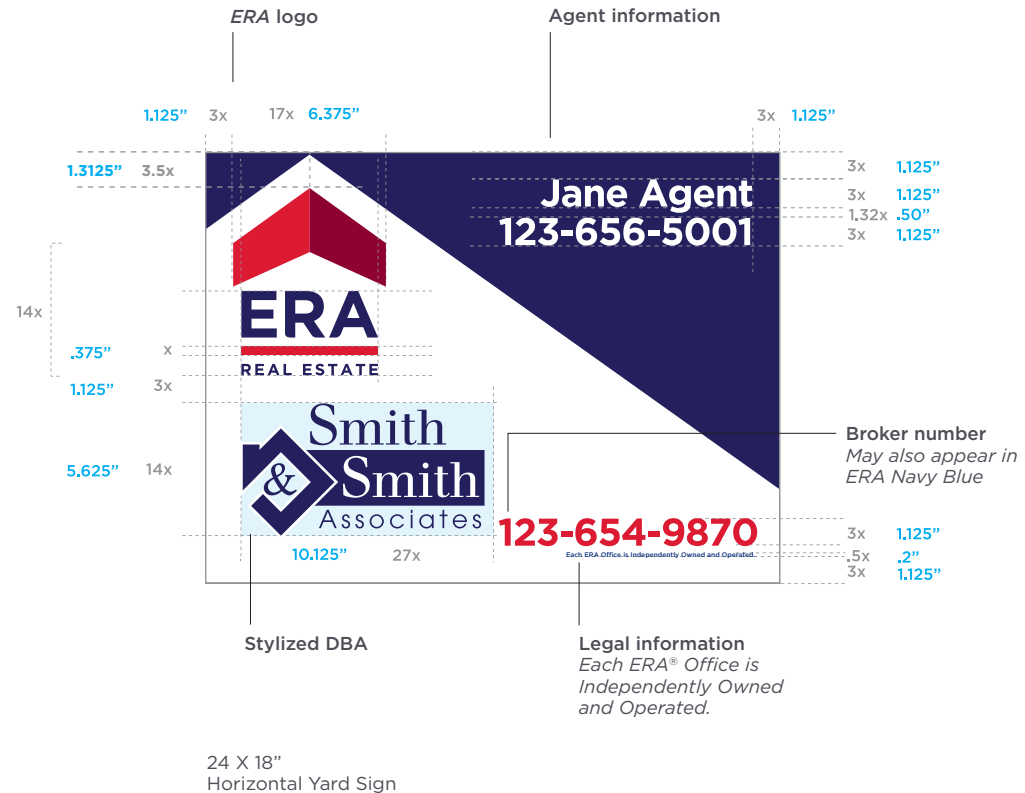 ERA logo
Agent information
1.125” 3x 17x 6.375” 3x 1.125”
1.3125” 3.5x
3x 1.125”
Jane Agent
3x 1.125”
1.32x .50”
123-656-5001
3x 1.125”
14x
ERA
.375” x
REAL ESTATE
1.125” 3x
Smith
& Smith
Associates
5.625” 14x
Broker number
May also appear in
ERA Navy Blue
123-654-9870
3x 1.125”
Each ERA Office is Independently Owned and Operated.
.5x .2”
3x 1.125”
10.125” 27x
Stylized DBA
Legal information
Each ERA® Office is
Independently Owned
and Operated.
24 X 18”
Horizontal Yard Sign